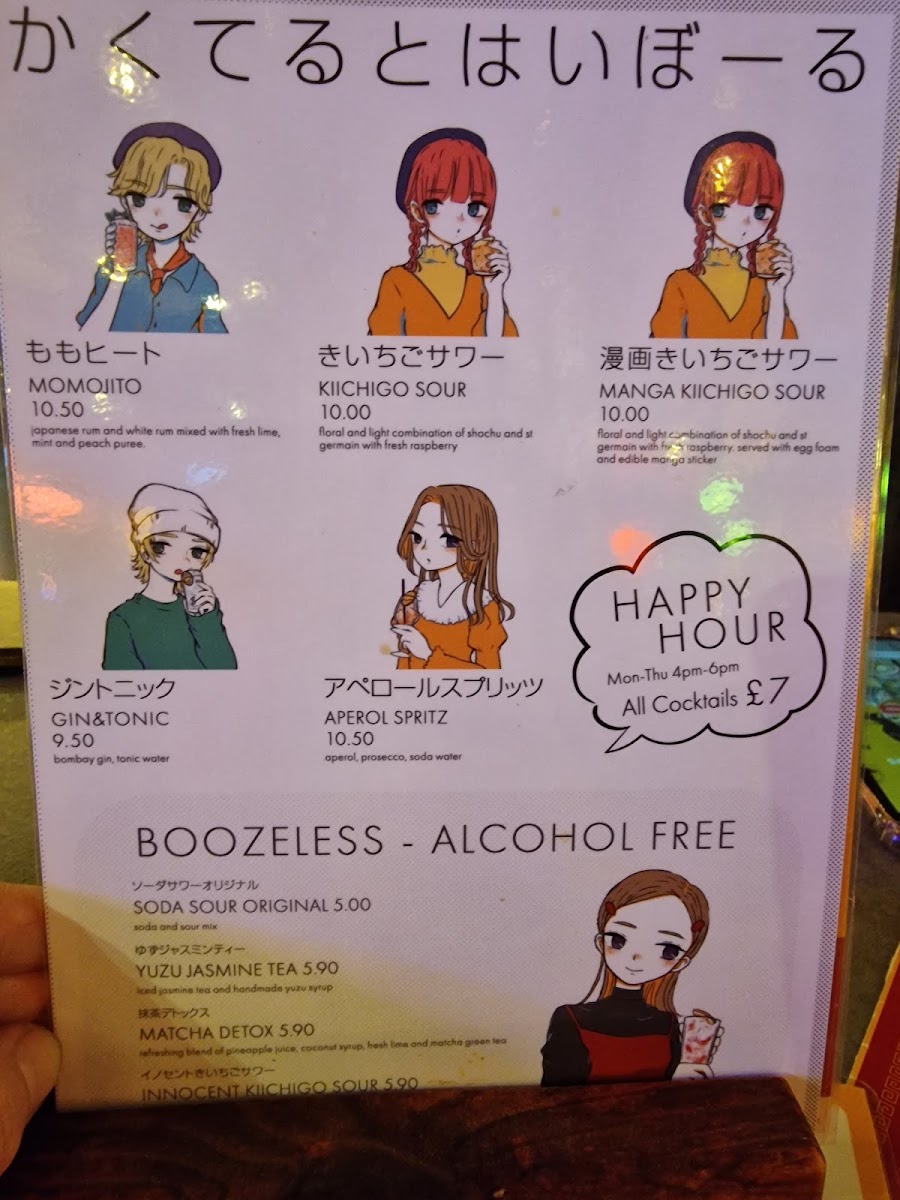 かくてるとはいぼーる
ももヒート
MOMOJITO
10.50
japanese rum and white rum mixed with fresh lime,
mint and peach puree.
きいちごサワー
KIICHIGO SOUR
10.00
floral and light combination of shochu and st
germain with fresh raspberry
漫画きいちごサワー
MANGA KIICHIGO SOUR
10.00
floral and light combination of shochu and st
germain with fresh raspberry. served with egg foam
and edible manga sticker
ジントニック
GIN&TONIC
9.50
bombay gin, tonic water
アペロールスプリッツ
APEROL SPRITZ
10.50
aperol, prosecco, soda water
HAPPY
HOUR
Mon-Thu 4pm-6pm
All Cocktails £7
BOOZELESS - ALCOHOL FREE
ソーダサワーオリジナル
SODA SOUR ORIGINAL 5.00
soda and sour mix
ゆずジャスミンティー
YUZU JASMINE TEA 5.90
iced jasmine tea and handmade yuzu syrup
抹茶デトックス
MATCHA DETOX 5.90
refreshing blend of pineapple juice, coconut syrup, fresh lime and matcha green tea
イノセントきいちごサワー
INNOCENT KIICHIGO SOUR 5.90